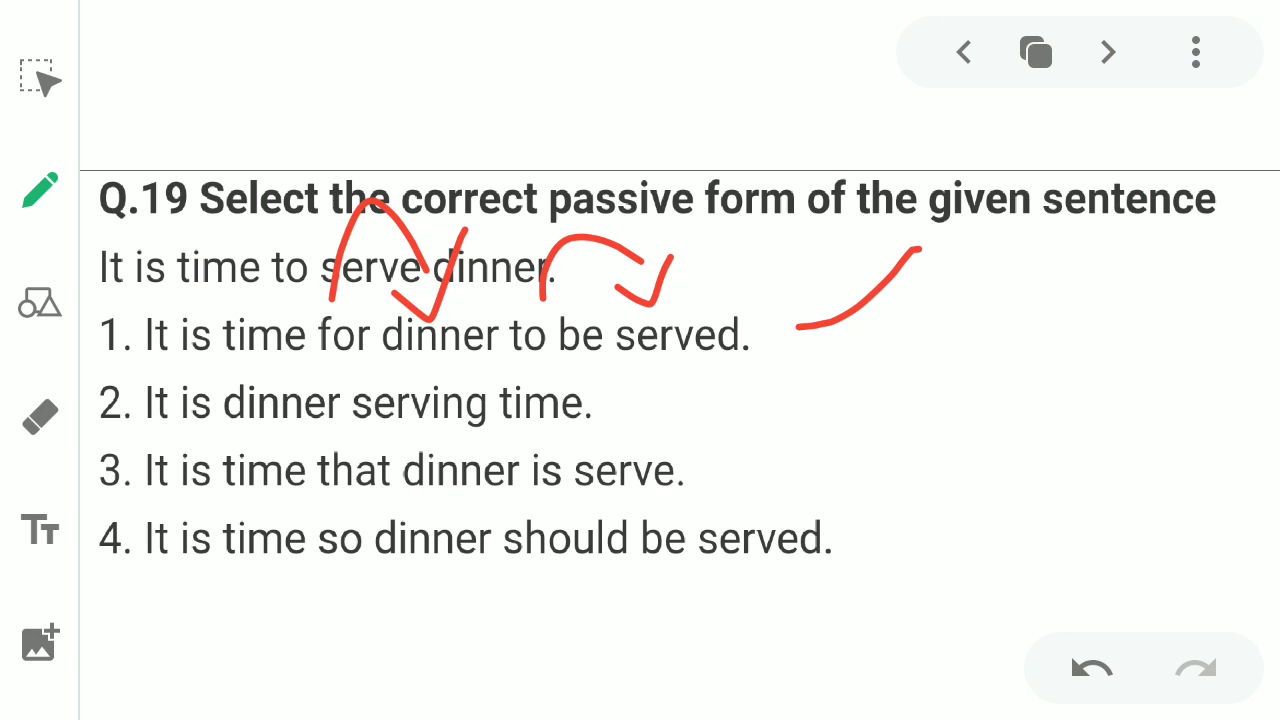 Q.19 Select the correct passive form of the given sentence
It is time to serve dinner.
1. It is time for dinner to be served.
2. It is dinner serving time.
3. It is time that dinner is serve.
4. It is time so dinner should be served.